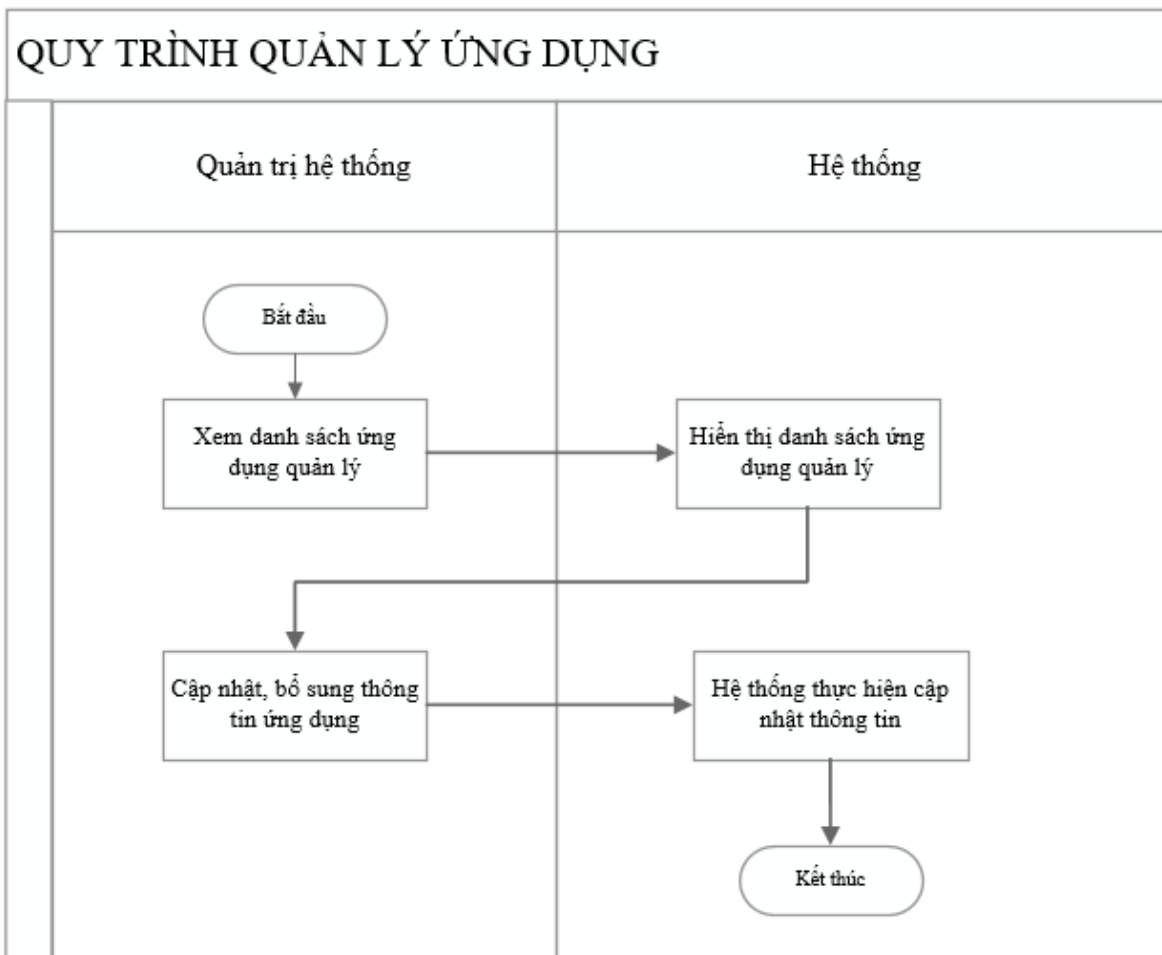 QUY TRÌNH QUẢN LÝ ỨNG DỤNG
Quản trị hệ thống
Hệ thống
Bắt đầu
Xem danh sách ứng
dụng quản lý
Hiển thị danh sách ứng
dụng quản lý
Cập nhật, bổ sung thông
tin ứng dụng
Hệ thống thực hiện cập
nhật thông tin
Kết thúc